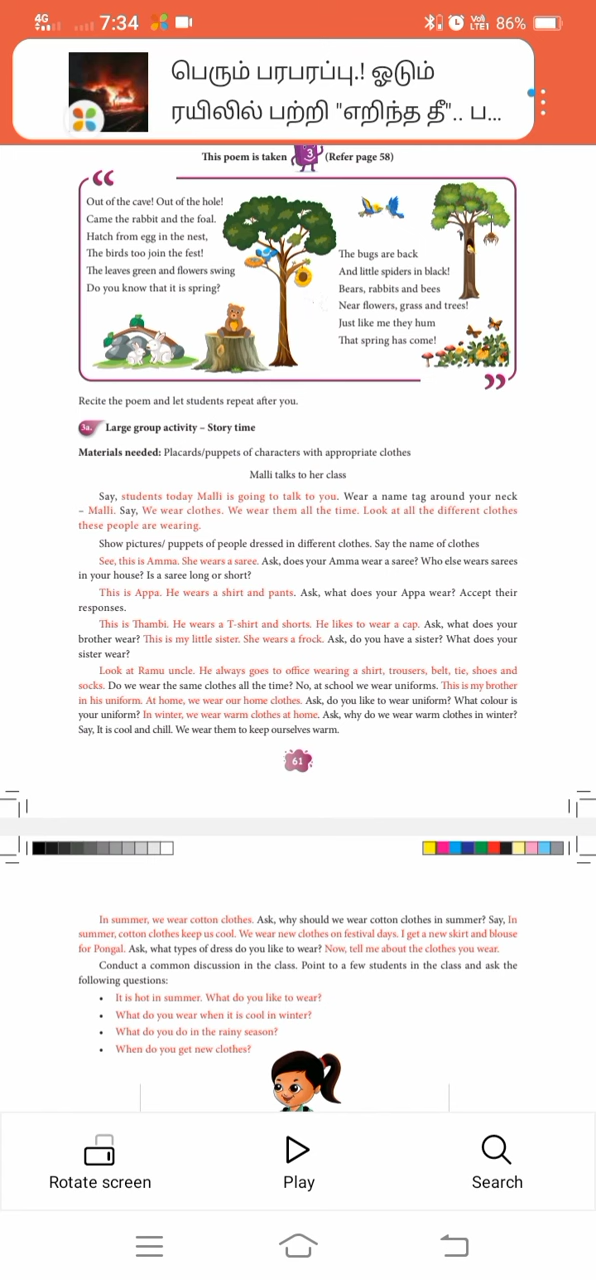 4G 7:34 VoI) LTE1 86%
பெரும் பரபரப்பு.! ஓடும்
ரயிலில் பற்றி "எறிந்த தீ".. ப...
This poem is taken 3 (Refer page 58)
Out of the cave! Out of the hole!
Came the rabbit and the foal.
Hatch from egg in the nest,
The birds too join the fest!
The leaves green and flowers swing
Do you know that it is spring?
The bugs are back
And little spiders in black!
Bears, rabbits and bees
Near flowers, grass and trees!
Just like me they hum
That spring has come!
Recite the poem and let students repeat after you.
3a. Large group activity – Story time
Materials needed: Placards/puppets of characters with appropriate clothes
Malli talks to her class
Say, students today Malli is going to talk to you. Wear a name tag around your neck
– Malli. Say, We wear clothes. We wear them all the time. Look at all the different clothes
these people are wearing.
Show pictures/ puppets of people dressed in different clothes. Say the name of clothes
See, this is Amma. She wears a saree. Ask, does your Amma wear a saree? Who else wears sarees
in your house? Is a saree long or short?
This is Appa. He wears a shirt and pants. Ask, what does your Appa wear? Accept their
responses.
This is Thambi. He wears a T-shirt and shorts. He likes to wear a cap. Ask, what does your
brother wear? This is my little sister. She wears a frock. Ask, do you have a sister? What does your
sister wear?
Look at Ramu uncle. He always goes to office wearing a shirt, trousers, belt, tie, shoes and
socks. Do we wear the same clothes all the time? No, at school we wear uniforms. This is my brother
in his uniform. At home, we wear our home clothes. Ask, do you like to wear uniform? What colour is
your uniform? In winter, we wear warm clothes at home. Ask, why do we wear warm clothes in winter?
Say, It is cool and chill. We wear them to keep ourselves warm.
61
In summer, we wear cotton clothes. Ask, why should we wear cotton clothes in summer? Say, In
summer, cotton clothes keep us cool. We wear new clothes on festival days. I get a new skirt and blouse
for Pongal. Ask, what types of dress do you like to wear? Now, tell me about the clothes you wear.
Conduct a common discussion in the class. Point to a few students in the class and ask the
following questions:
• It is hot in summer. What do you like to wear?
• What do you wear when it is cool in winter?
• What do you do in the rainy season?
• When do you get new clothes?
Rotate screen Play Search